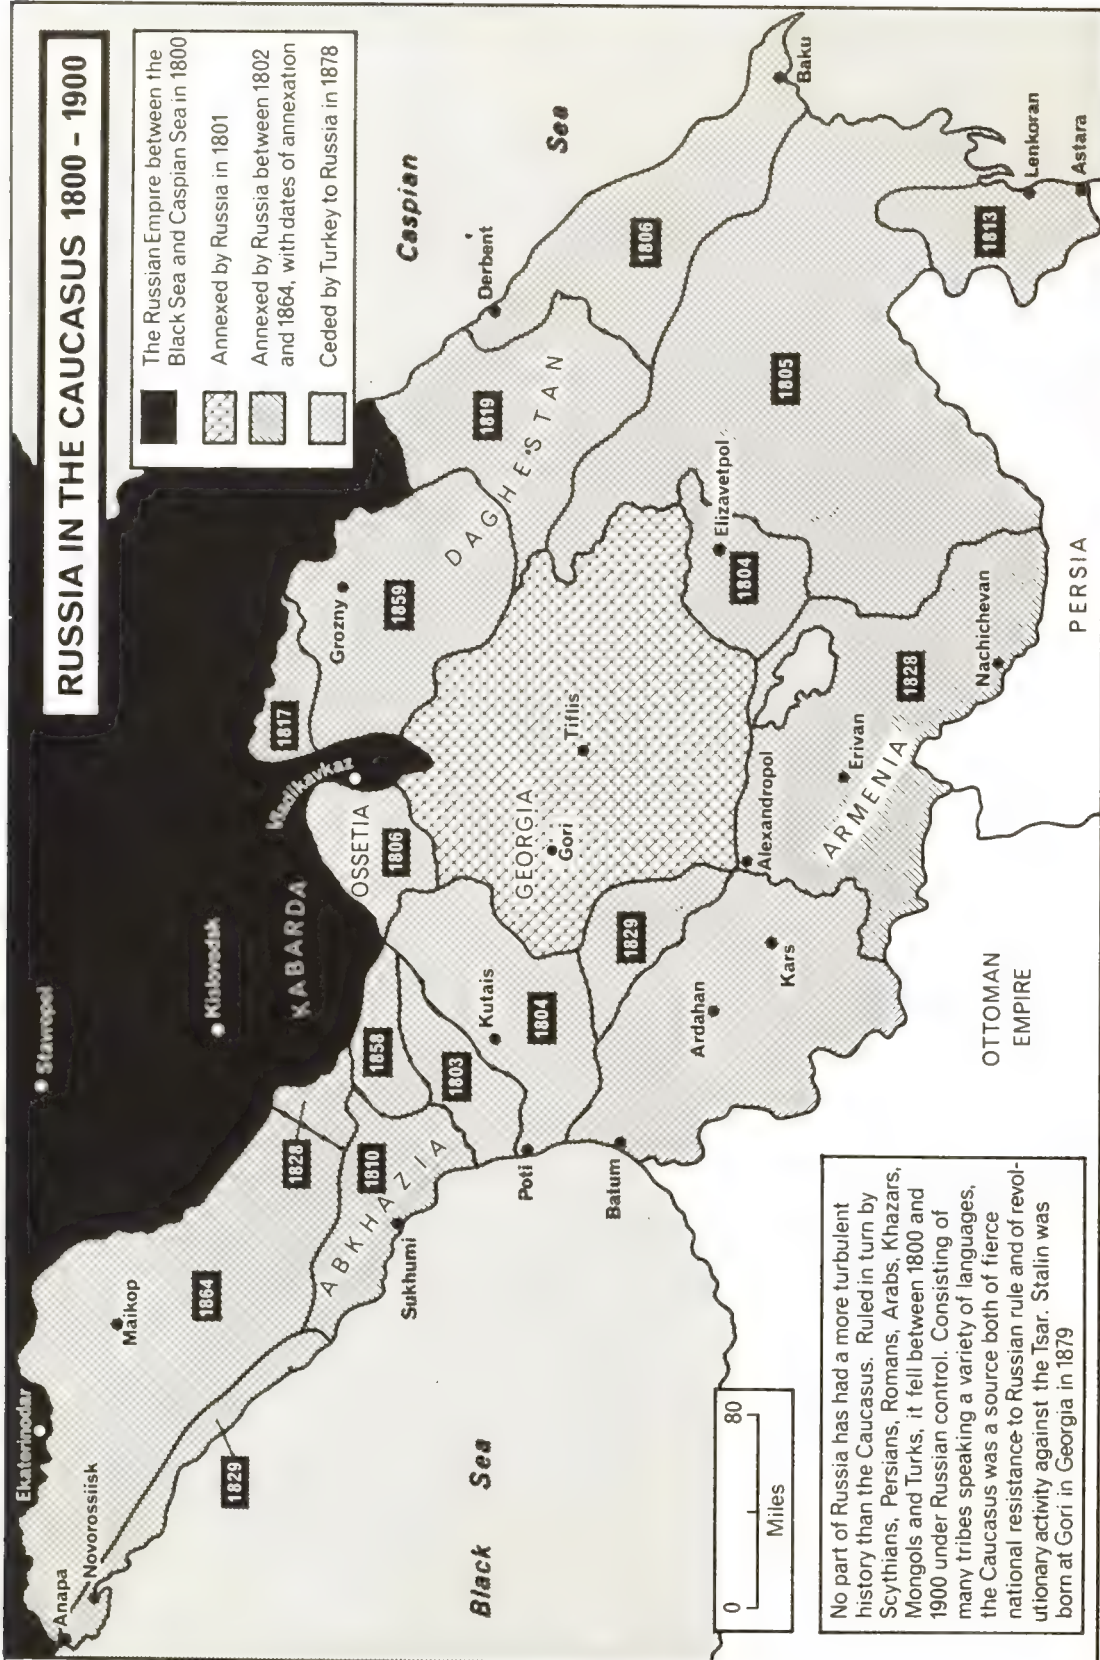 RUSSIA IN THE CAUCASUS 1800 - 1900
The Russian Empire between the
Black Sea and Caspian Sea in 1800
Annexed by Russia in 1801
Annexed by Russia between 1802
and 1864, with dates of annexation
Ceded by Turkey to Russia in 1878
Ekaterinodar
Stavropol
Anapa
Novorossiisk
Maikop
1864
1829
Kislovodsk
KABARDA
1828
1858
1810
ABKHAZIA
Sukhumi
1803
Vladikavkaz
OSSETIA
1806
1817
Grozny
1859
DAGHESTAN
1819
Derbent
Caspian
Sea
1806
Baku
Black Sea
Poti
Kutais
1804
GEORGIA
Gori
Tiflis
Batum
1829
Ardahan
Kars
Alexandropol
1804
Elizavetpol
1805
Erivan
ARMENIA
1828
Nachichevan
1813
Lenkoran
Astara
OTTOMAN
EMPIRE
PERSIA
0 80
Miles
No part of Russia has had a more turbulent
history than the Caucasus. Ruled in turn by
Scythians, Persians, Romans, Arabs, Khazars,
Mongols and Turks, it fell between 1800 and
1900 under Russian control. Consisting of
many tribes speaking a variety of languages,
the Caucasus was a source both of fierce
national resistance to Russian rule and of revol-
utionary activity against the Tsar. Stalin was
born at Gori in Georgia in 1879